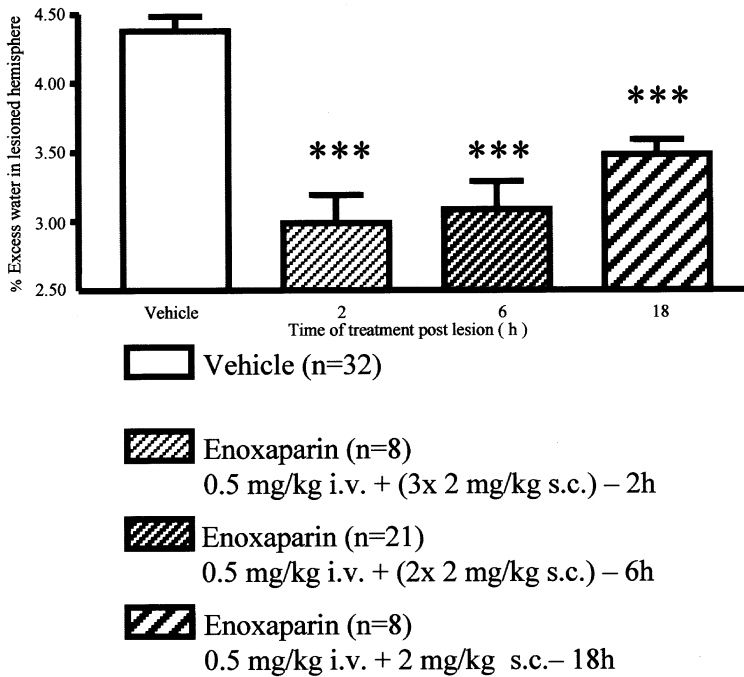 % Excess water in lesioned hemisphere
4.50
4.00
3.50
3.00
2.50
***
***
***
Vehicle
2
6
18
Time of treatment post lesion ( h )
Vehicle (n=32)
Enoxaparin (n=8)
0.5 mg/kg i.v. + (3x 2 mg/kg s.c.) – 2h
Enoxaparin (n=21)
0.5 mg/kg i.v. + (2x 2 mg/kg s.c.) – 6h
Enoxaparin (n=8)
0.5 mg/kg i.v. + 2 mg/kg s.c.– 18h